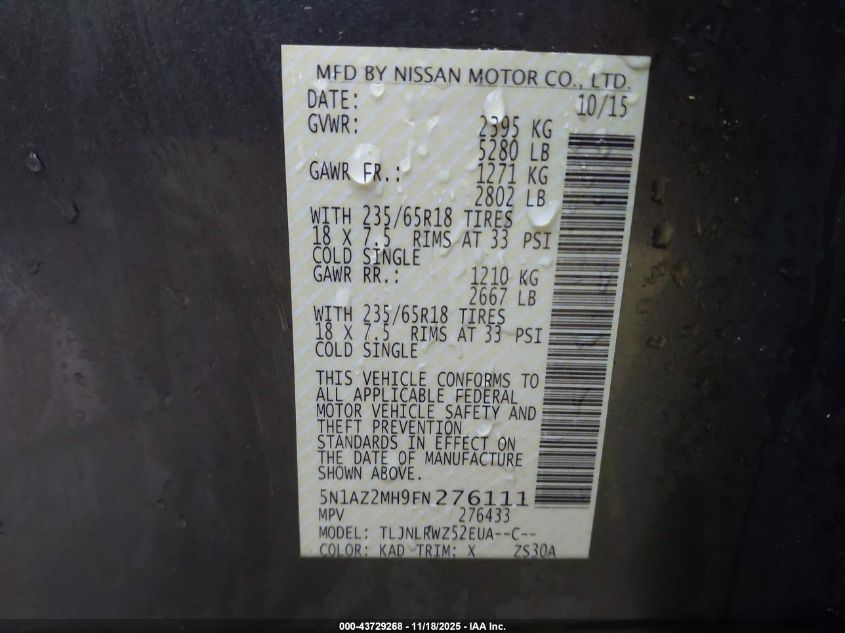 MFD BY NISSAN MOTOR CO., LTD.
DATE: 10/15
GVWR: 2395 KG
5280 LB
GAWR FR.: 1271 KG
2802 LB
WITH 235/65R18 TIRES
18 X 7.5 RIMS AT 33 PSI
COLD SINGLE
GAWR RR.: 1210 KG
2667 LB
WITH 235/65R18 TIRES
18 X 7.5 RIMS AT 33 PSI
COLD SINGLE
THIS VEHICLE CONFORMS TO
ALL APPLICABLE FEDERAL
MOTOR VEHICLE SAFETY AND
THEFT PREVENTION
STANDARDS IN EFFECT ON
THE DATE OF MANUFACTURE
SHOWN ABOVE.
5N1AZ2MH9FN276111
MPV 276433
MODEL: TLJNLRWZ52EUA--C--
COLOR: KAD TRIM: X ZS30A
000-43729268 - 11/18/2025 - IAA Inc.